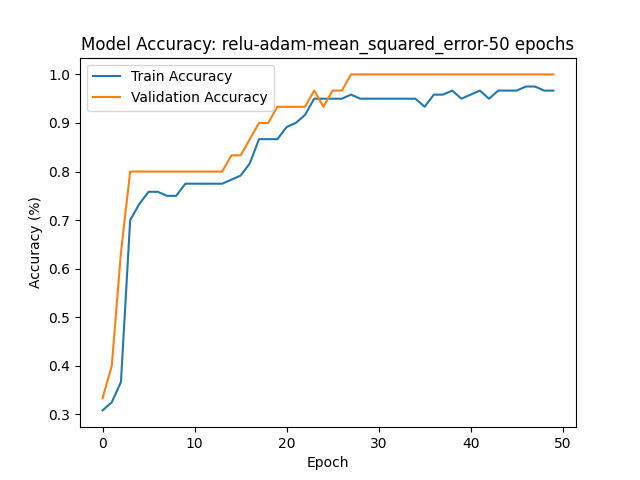 Model Accuracy: relu-adam-mean_squared_error-50 epochs
Train Accuracy
Validation Accuracy
1.0
0.9
0.8
0.7
0.6
0.5
0.4
0.3
Accuracy (%)
0 10 20 30 40 50
Epoch